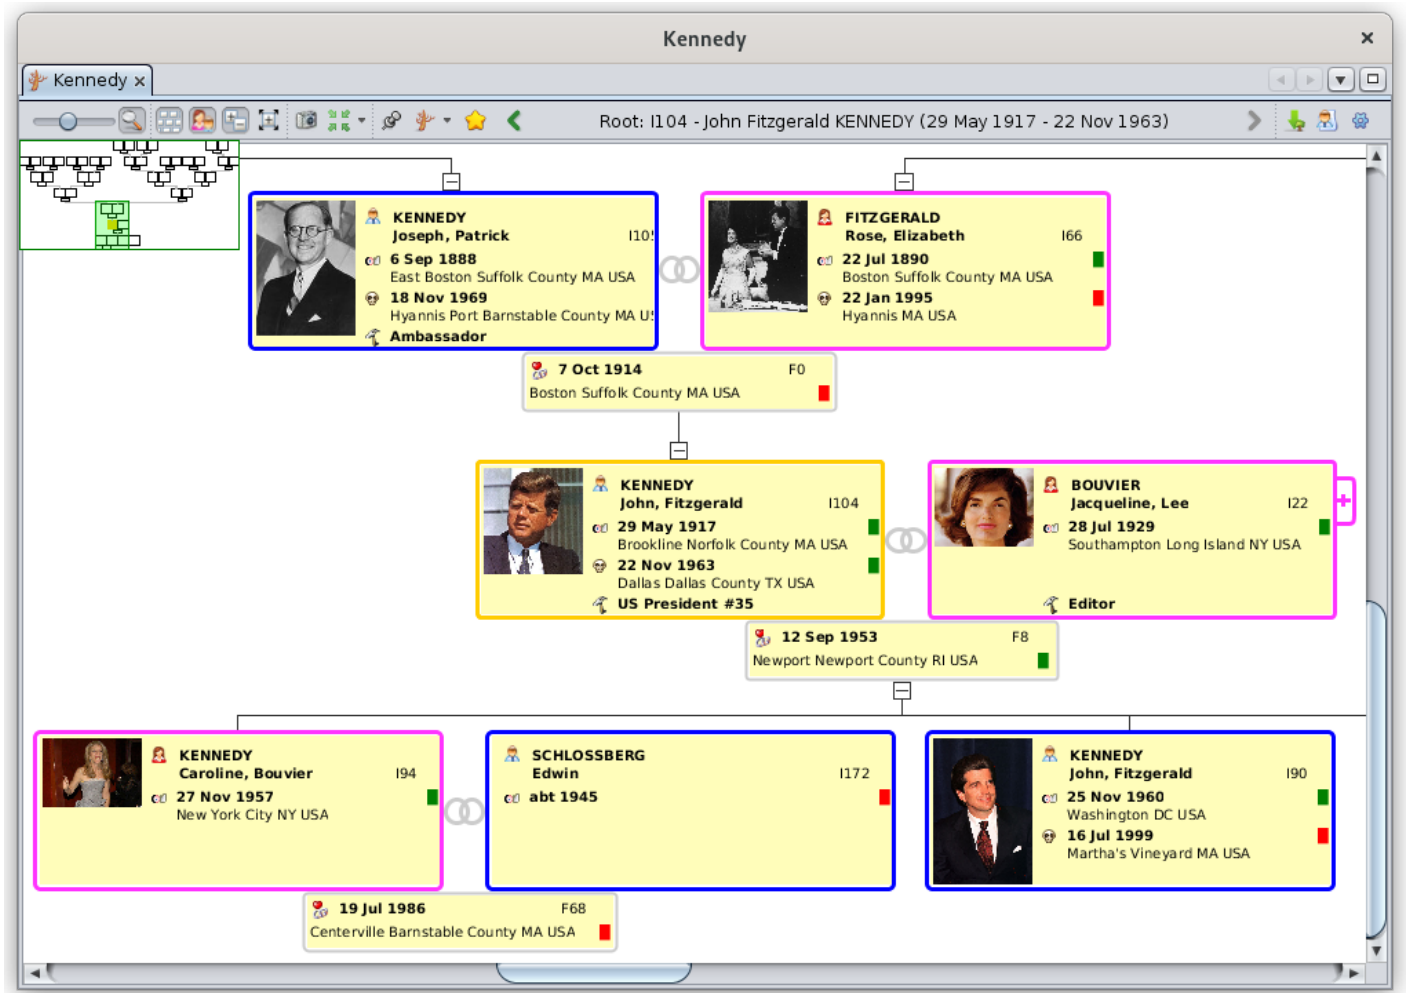 Kennedy
Kennedy
Root: I104 - John Fitzgerald KENNEDY (29 May 1917 - 22 Nov 1963)
KENNEDY
Joseph, Patrick
6 Sep 1888
East Boston Suffolk County MA USA
18 Nov 1969
Hyannis Port Barnstable County MA
Ambassador
FITZGERALD
Rose, Elizabeth I66
22 Jul 1890
Boston Suffolk County MA USA
22 Jan 1995
Hyannis MA USA
7 Oct 1914 F0
Boston Suffolk County MA USA
KENNEDY
John, Fitzgerald I104
29 May 1917
Brookline Norfolk County MA USA
22 Nov 1963
Dallas Dallas County TX USA
US President #35
BOUVIER
Jacqueline, Lee I22
28 Jul 1929
Southampton Long Island NY USA
Editor
12 Sep 1953 F8
Newport Newport County RI USA
KENNEDY
Caroline, Bouvier I94
27 Nov 1957
New York City NY USA
SCHLOSSBERG
Edwin I172
abt 1945
KENNEDY
John, Fitzgerald I90
25 Nov 1960
Washington DC USA
16 Jul 1999
Martha's Vineyard MA USA
19 Jul 1986 F68
Centerville Barnstable County MA USA